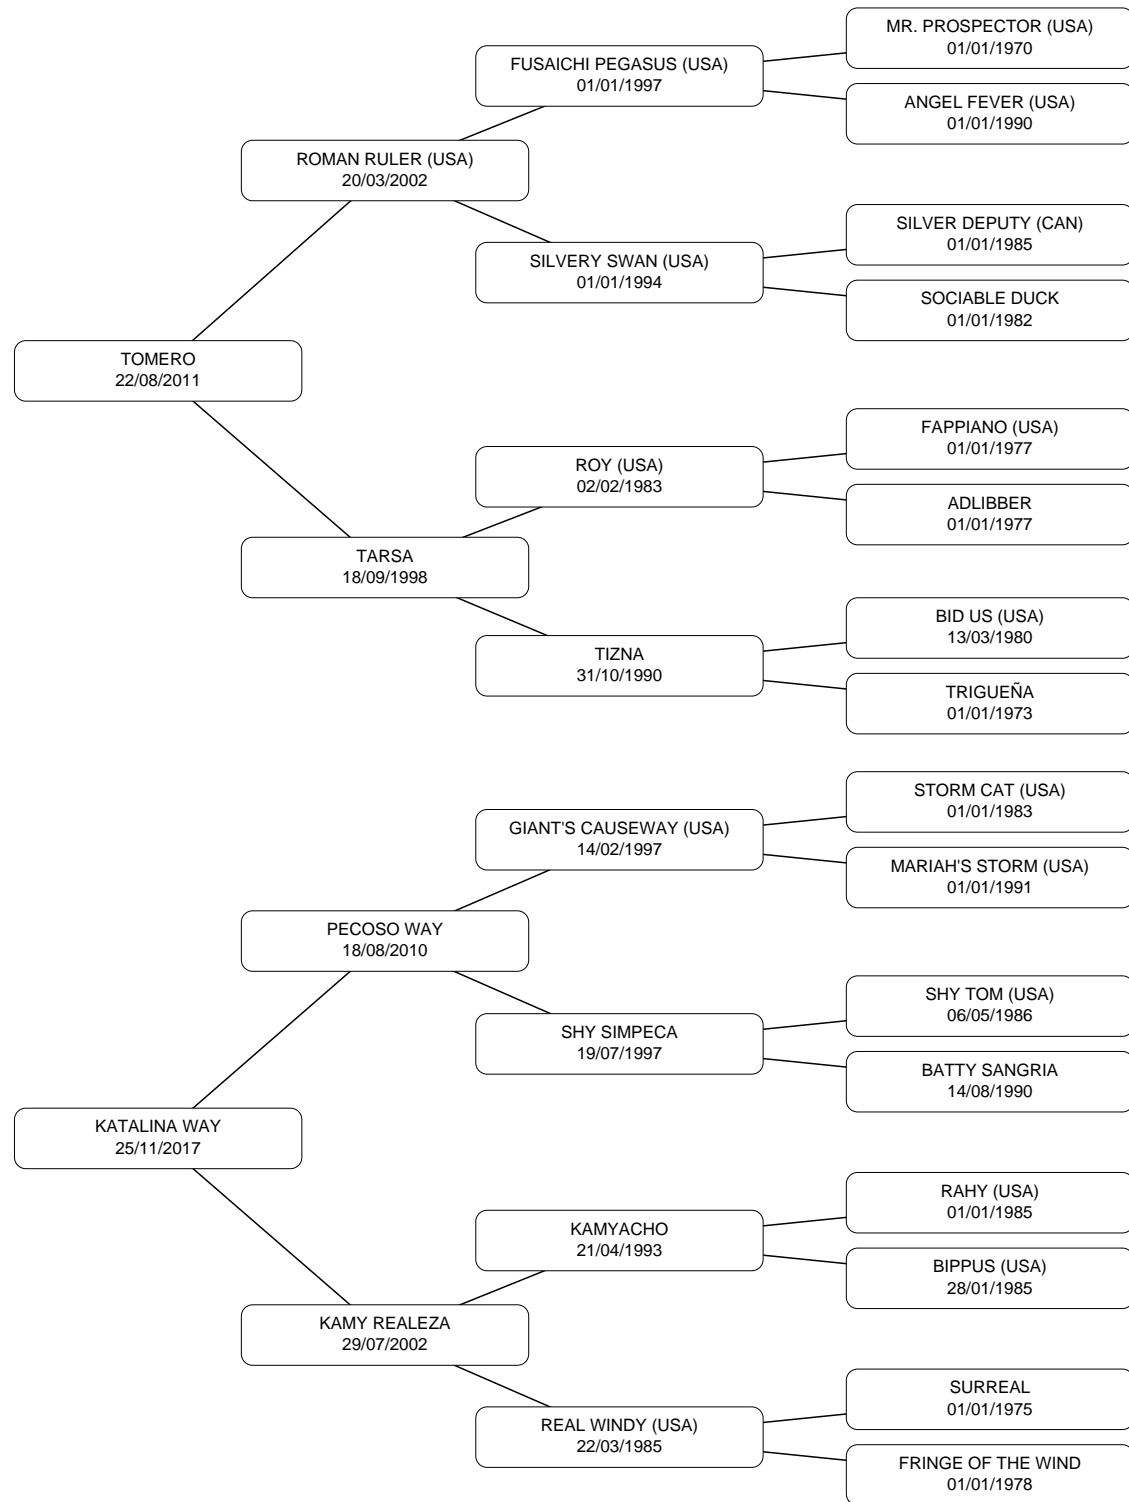 MR. PROSPECTOR (USA)
01/01/1970
FUSAICHI PEGASUS (USA)
01/01/1997
ANGEL FEVER (USA)
01/01/1990
ROMAN RULER (USA)
20/03/2002
SILVER DEPUTY (CAN)
01/01/1985
SILVERY SWAN (USA)
01/01/1994
SOCIABLE DUCK
01/01/1982
TOMERO
22/08/2011
FAPPIANO (USA)
01/01/1977
ROY (USA)
02/02/1983
ADLIBBER
01/01/1977
TARSA
18/09/1998
BID US (USA)
13/03/1980
TIZNA
31/10/1990
TRIGUEÑA
01/01/1973
STORM CAT (USA)
01/01/1983
GIANT'S CAUSEWAY (USA)
14/02/1997
MARIAH'S STORM (USA)
01/01/1991
PECOSO WAY
18/08/2010
SHY TOM (USA)
06/05/1986
SHY SIMPECA
19/07/1997
BATTY SANGRIA
14/08/1990
KATALINA WAY
25/11/2017
RAHY (USA)
01/01/1985
KAMYACHO
21/04/1993
BIPPUS (USA)
28/01/1985
KAMY REALEZA
29/07/2002
SURREAL
01/01/1975
REAL WINDY (USA)
22/03/1985
FRINGE OF THE WIND
01/01/1978